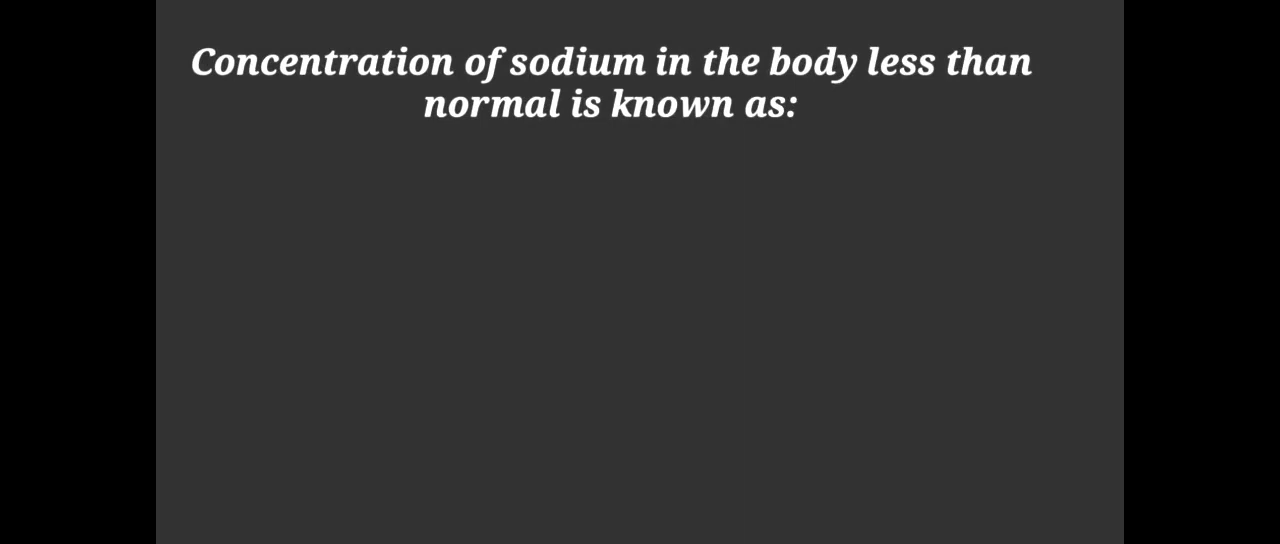 Concentration of sodium in the body less than
normal is known as: